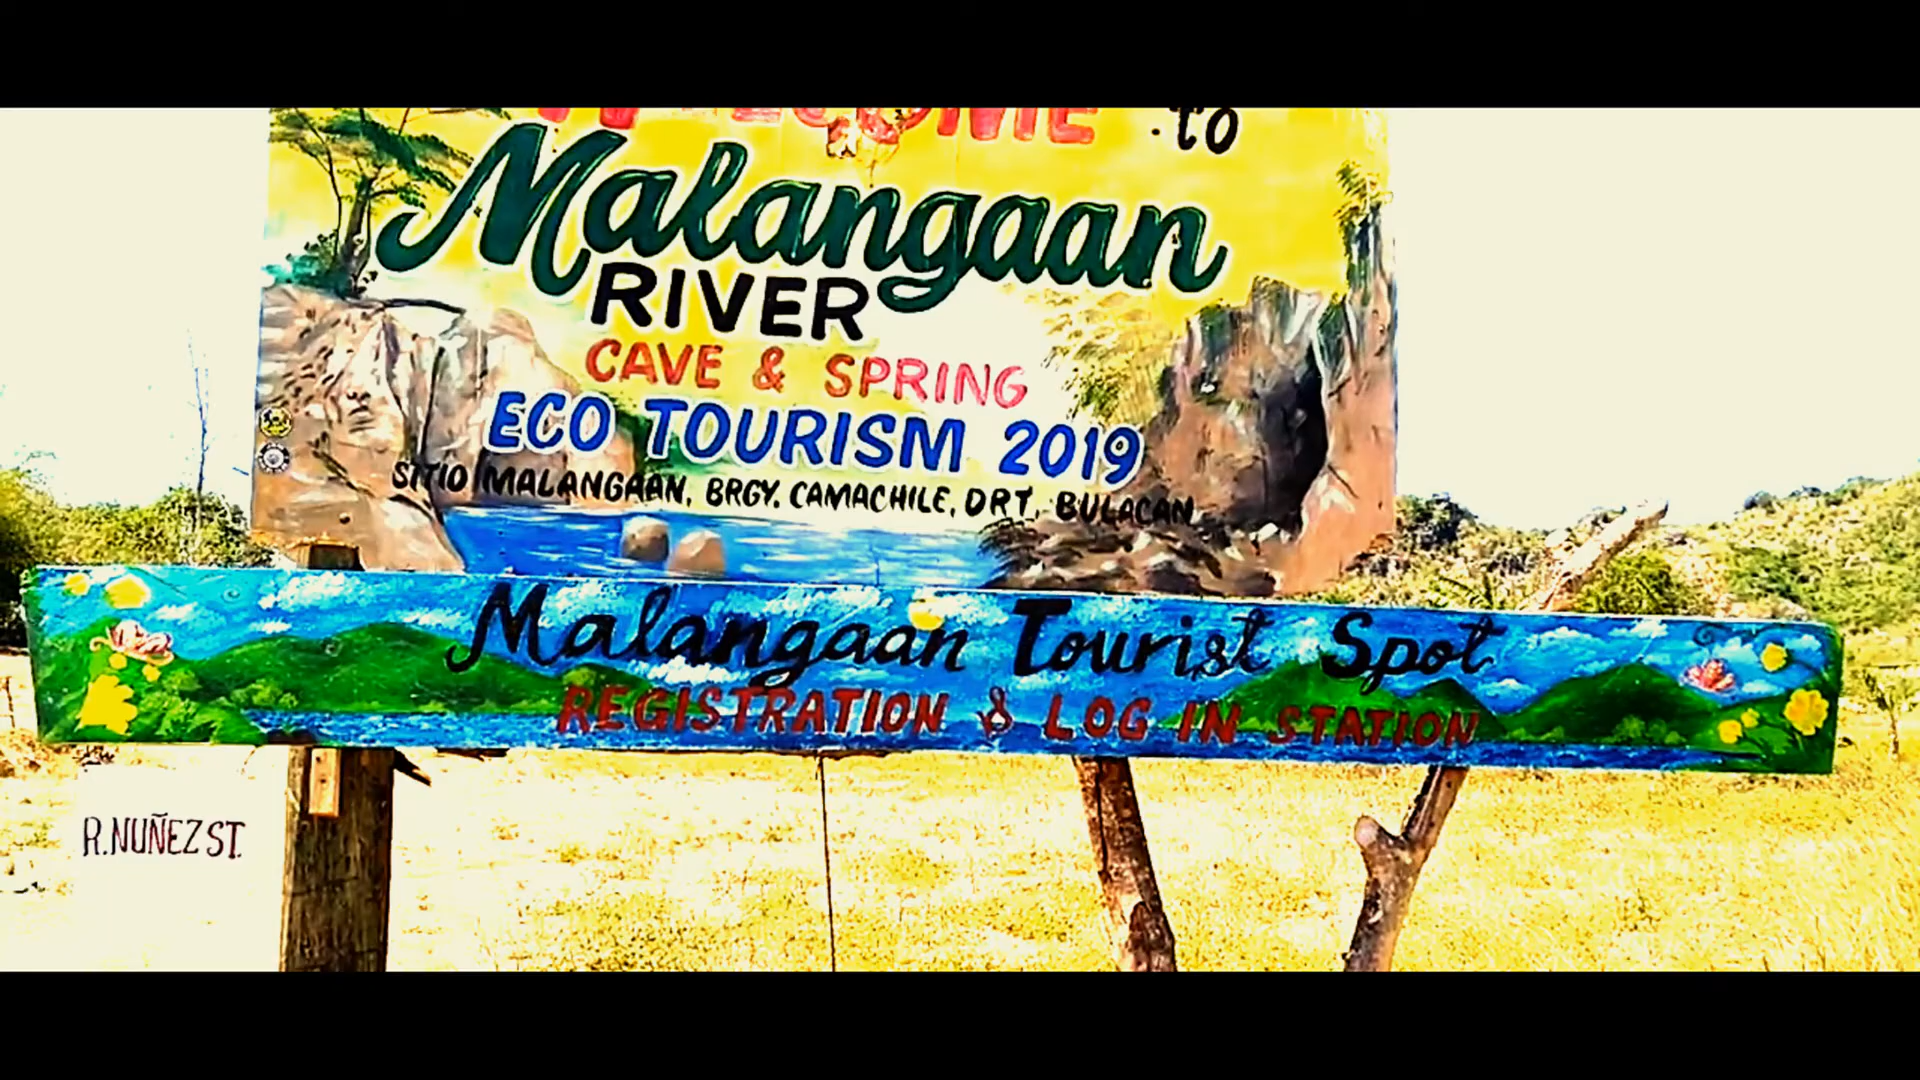 WELCOME to
Malangaan
RIVER
CAVE & SPRING
ECO TOURISM 2019
SITIO MALANGAAN, BRGY. CAMACHILE, DRT, BULACAN
Malangaan Tourist Spot
REGISTRATION & LOG IN STATION
R. NUÑEZ ST.